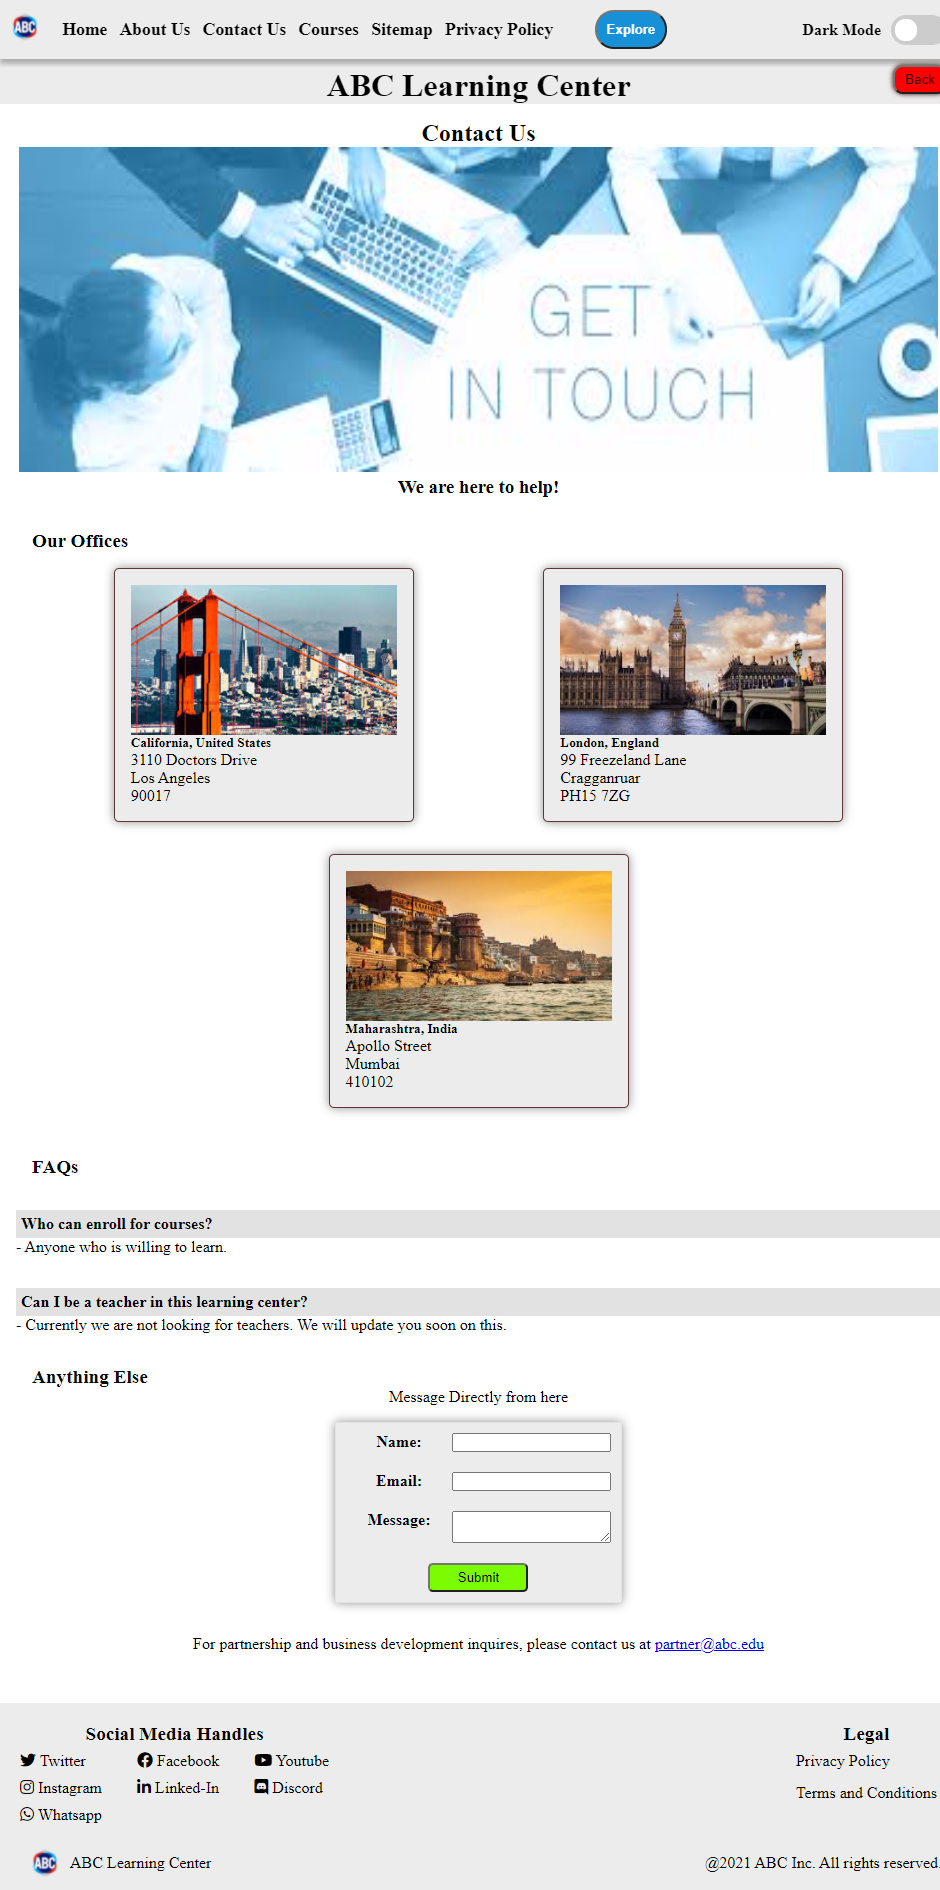 ABC Home About Us Contact Us Courses Sitemap Privacy Policy Explore Dark Mode
Back
ABC Learning Center
Contact Us
GET
IN TOUCH
We are here to help!
Our Offices
California, United States
3110 Doctors Drive
Los Angeles
90017
London, England
99 Freezeland Lane
Cragganruar
PH15 7ZG
Maharashtra, India
Apollo Street
Mumbai
410102
FAQs
Who can enroll for courses?
- Anyone who is willing to learn.
Can I be a teacher in this learning center?
- Currently we are not looking for teachers. We will update you soon on this.
Anything Else
Message Directly from here
Name:
Email:
Message:
Submit
For partnership and business development inquires, please contact us at partner@abc.edu
Social Media Handles
Twitter Facebook Youtube
Instagram Linked-In Discord
Whatsapp
Legal
Privacy Policy
Terms and Conditions
ABC ABC Learning Center
@2021 ABC Inc. All rights reserved.